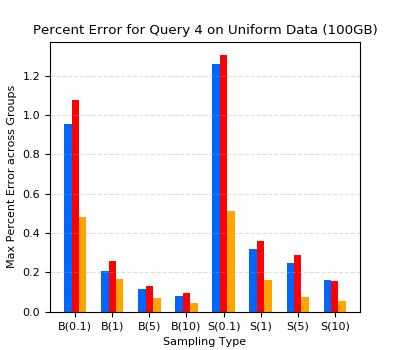 Percent Error for Query 4 on Uniform Data (100GB)
Max Percent Error across Groups
1.2
1.0
0.8
0.6
0.4
0.2
0.0
B(0.1) B(1) B(5) B(10) S(0.1) S(1) S(5) S(10)
Sampling Type